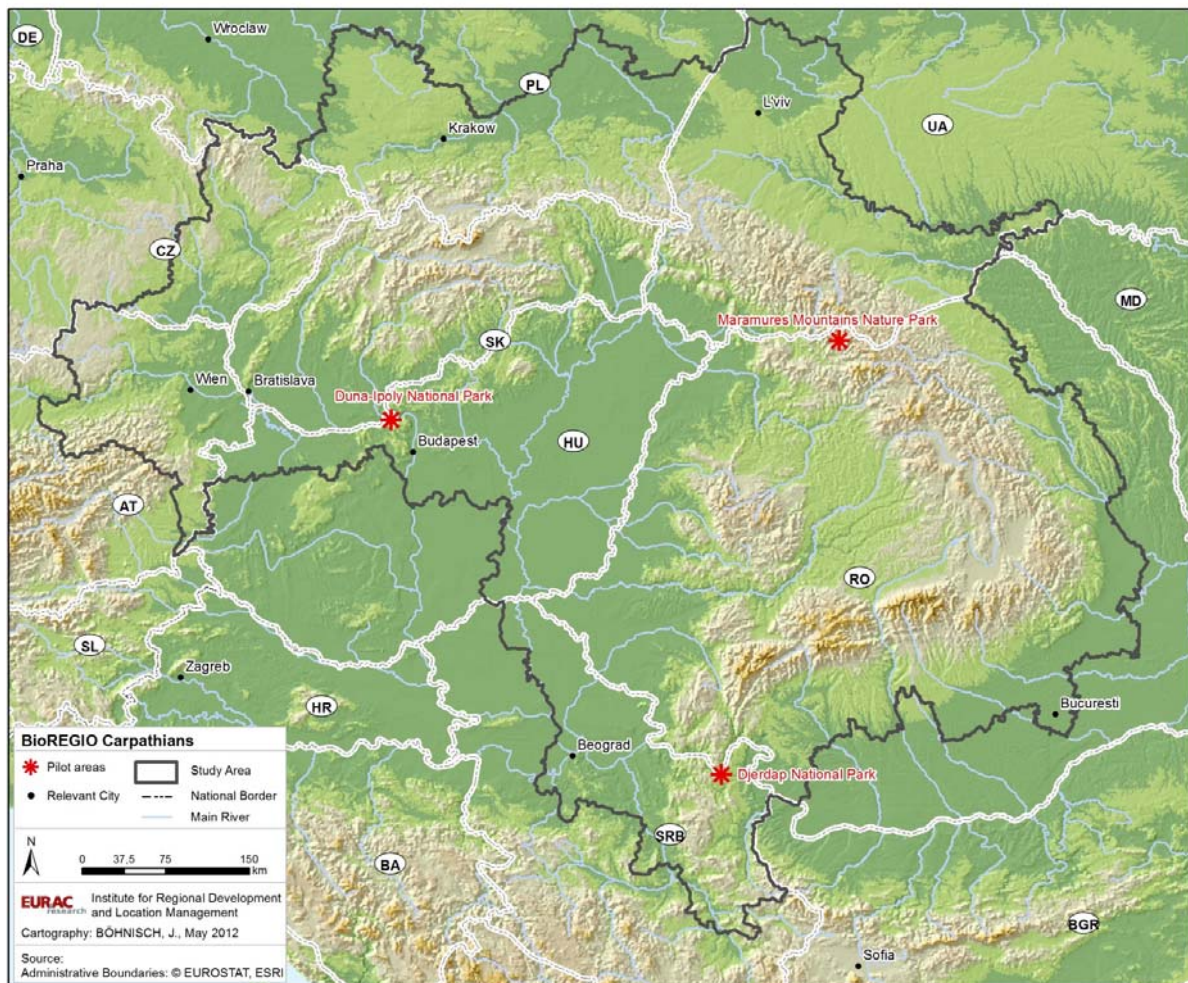 DE
Wroclaw
PL
L'viv
UA
Krakow
Praha
CZ
MD
Maramures Mountains Nature Park
SK
Wien
Bratislava
Duna-Ipoly National Park
Budapest
HU
AT
RO
SL
Zagreb
HR
Bucuresti
Beograd
Djerdap National Park
SRB
BA
BGR
Sofia
BioREGIO Carpathians
Pilot areas
Study Area
Relevant City
National Border
Main River
N
0 37,5 75 150
km
EURAC
research
Institute for Regional Development
and Location Management
Cartography: BÖHNISCH, J., May 2012
Source:
Administrative Boundaries: © EUROSTAT, ESRI